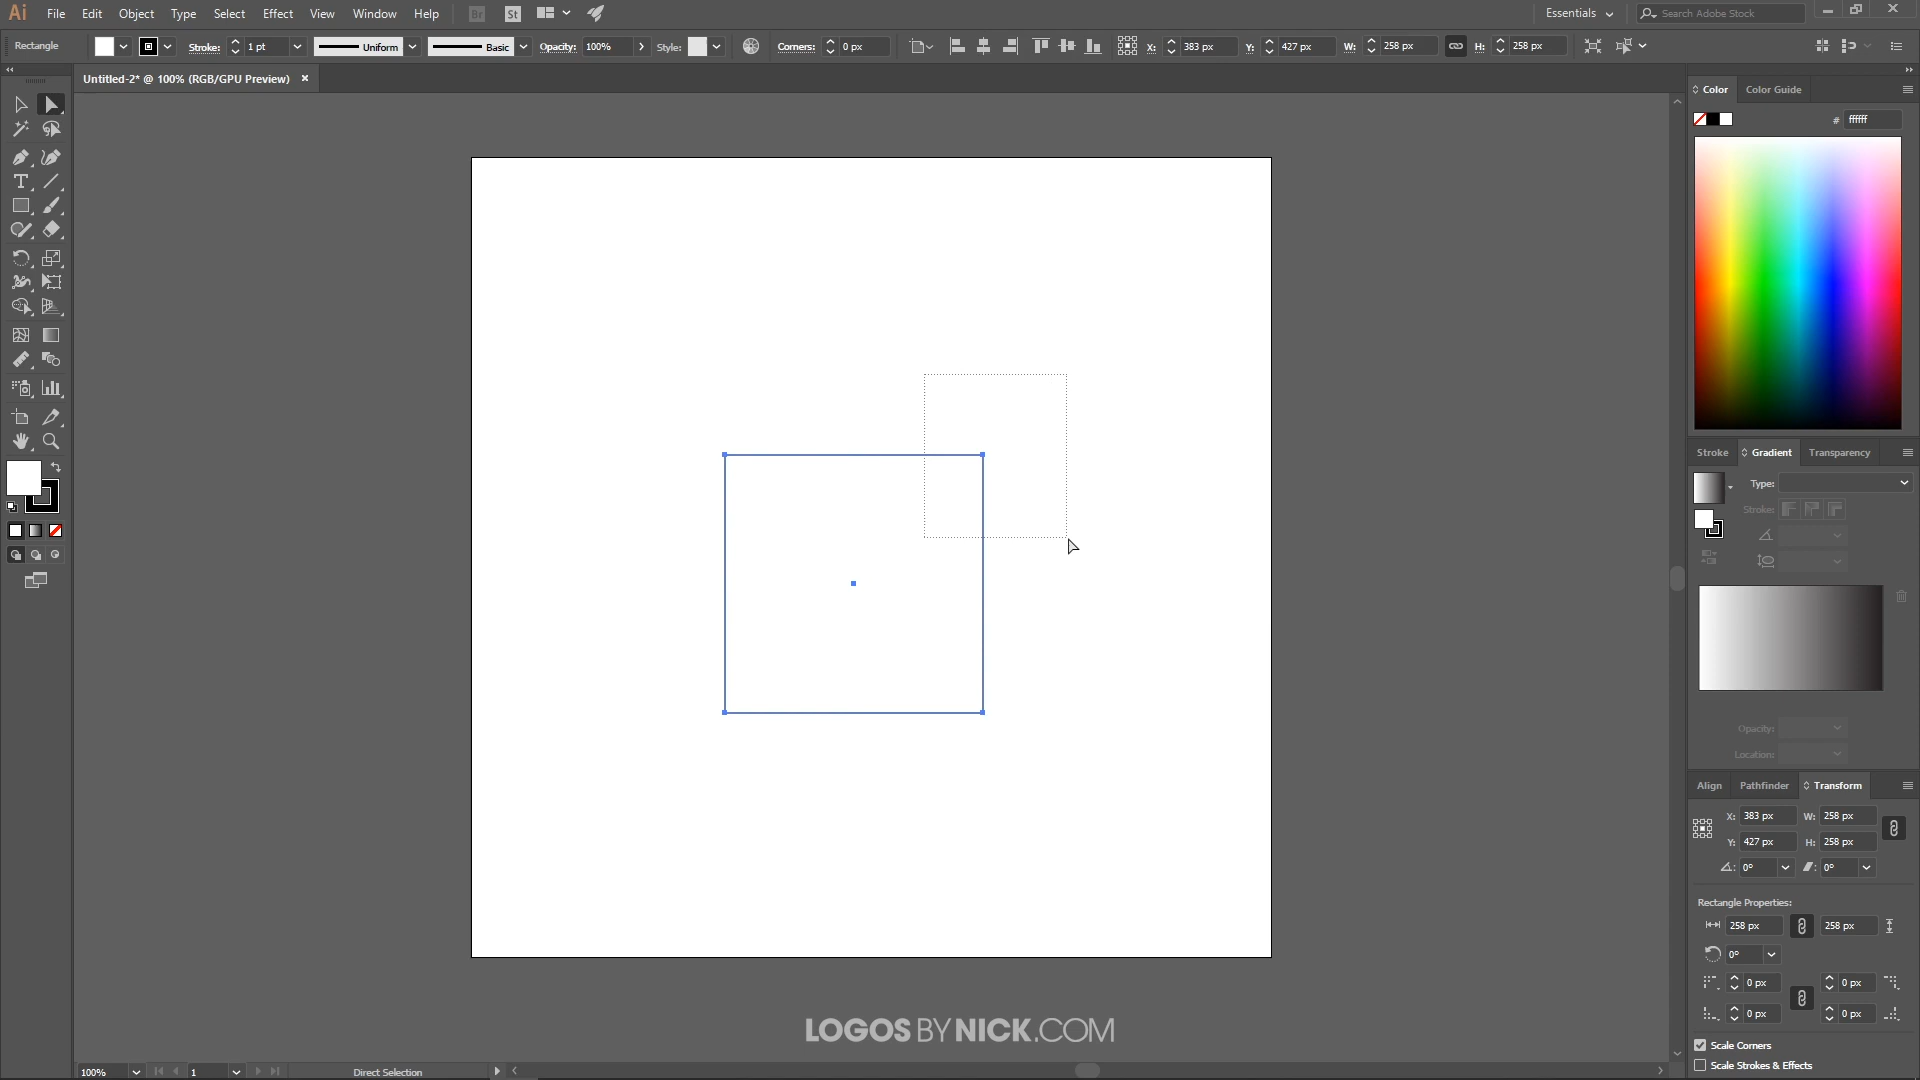 Ai File Edit Object Type Select Effect View Window Help Br St Essentials Search Adobe Stock
Rectangle Stroke: 1 pt Uniform Basic Opacity: 100% Style: Corners: 0 px X: 383 px Y: 427 px W: 258 px H: 258 px
Untitled-2* @ 100% (RGB/GPU Preview)
Color Color Guide
# ffffff
Stroke Gradient Transparency
Type:
Stroke:
Opacity:
Location:
Align Pathfinder Transform
X: 383 px W: 258 px
Y: 427 px H: 258 px
0° 0°
Rectangle Properties:
258 px 258 px
0°
0 px 0 px
0 px 0 px
Scale Corners
Scale Strokes & Effects
LOGOS BY NICK.COM
100% 1 Direct Selection